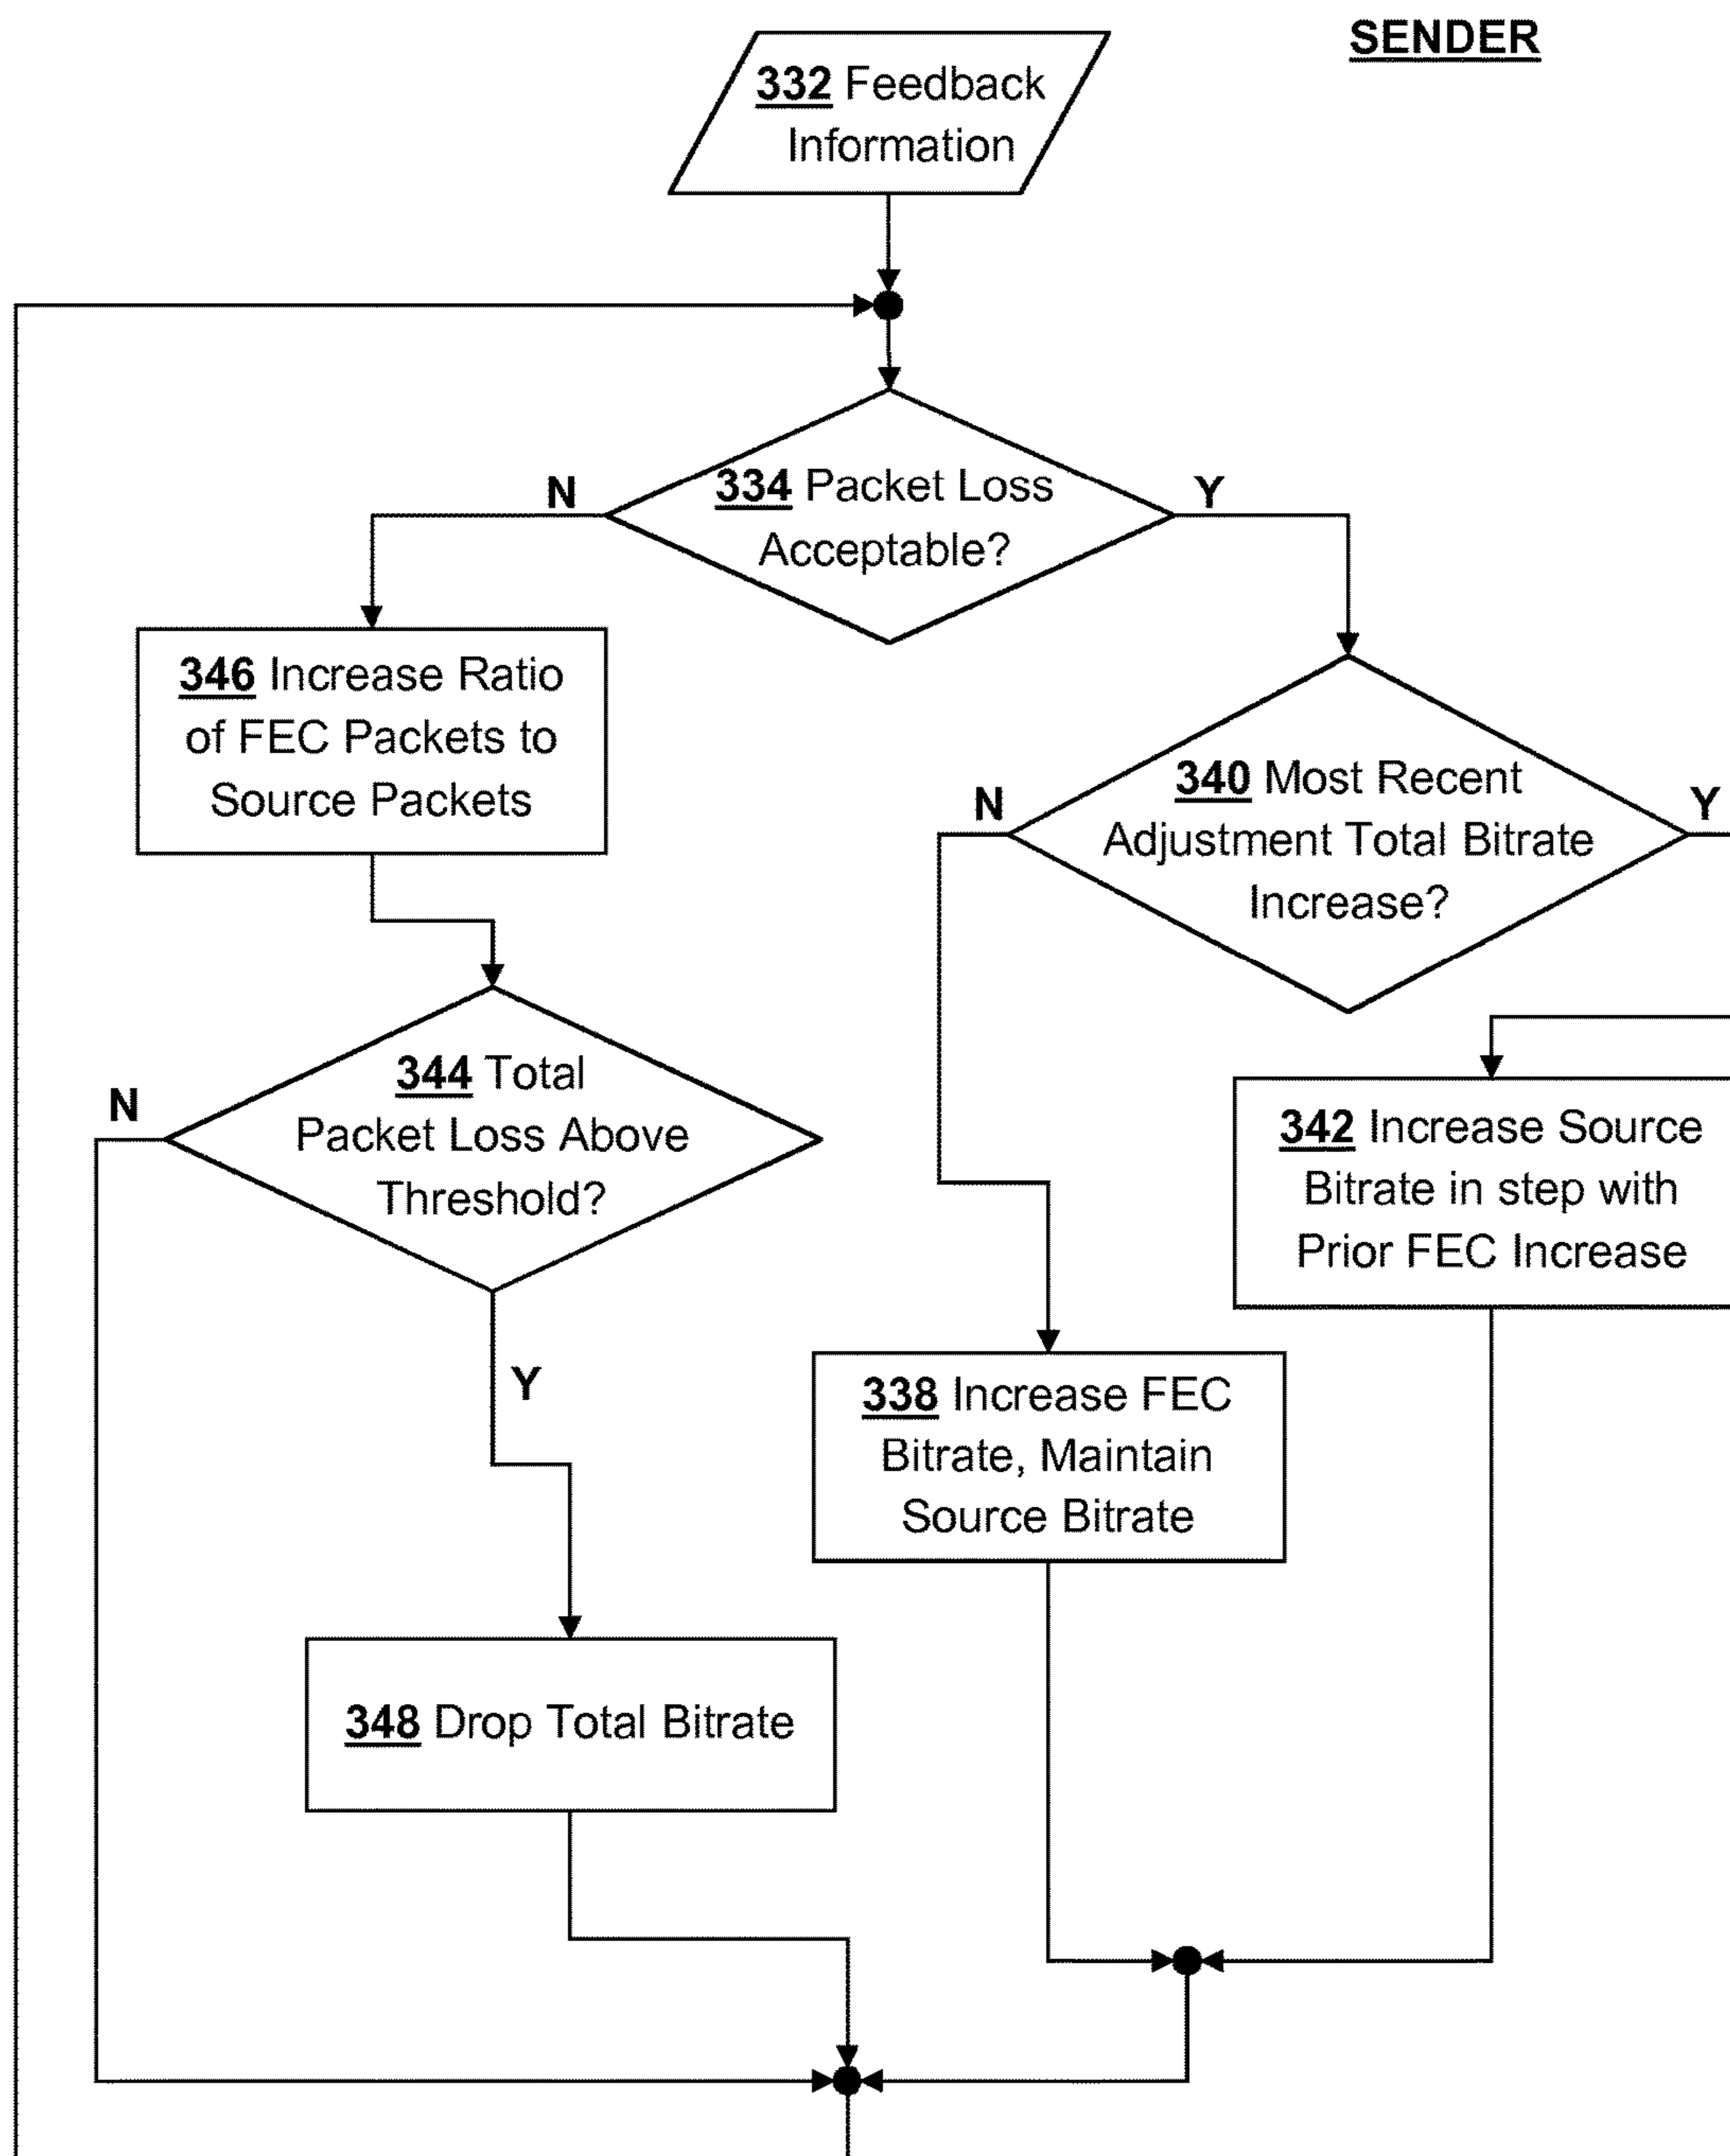 SENDER
332 Feedback
Information
N
334 Packet Loss
Acceptable?
Y
346 Increase Ratio
of FEC Packets to
Source Packets
N
340 Most Recent
Adjustment Total Bitrate
Increase?
Y
N
344 Total
Packet Loss Above
Threshold?
Y
342 Increase Source
Bitrate in step with
Prior FEC Increase
338 Increase FEC
Bitrate, Maintain
Source Bitrate
348 Drop Total Bitrate